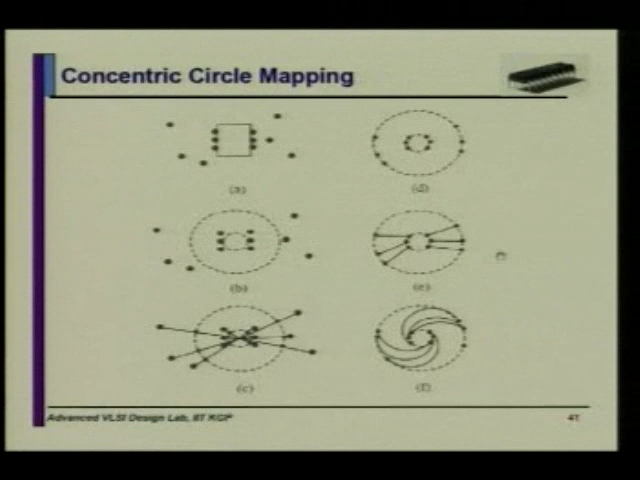 Concentric Circle Mapping
(a)
(d)
(b)
(e)
(c)
(f)
Advanced VLSI Design Lab, IIT KGP
41